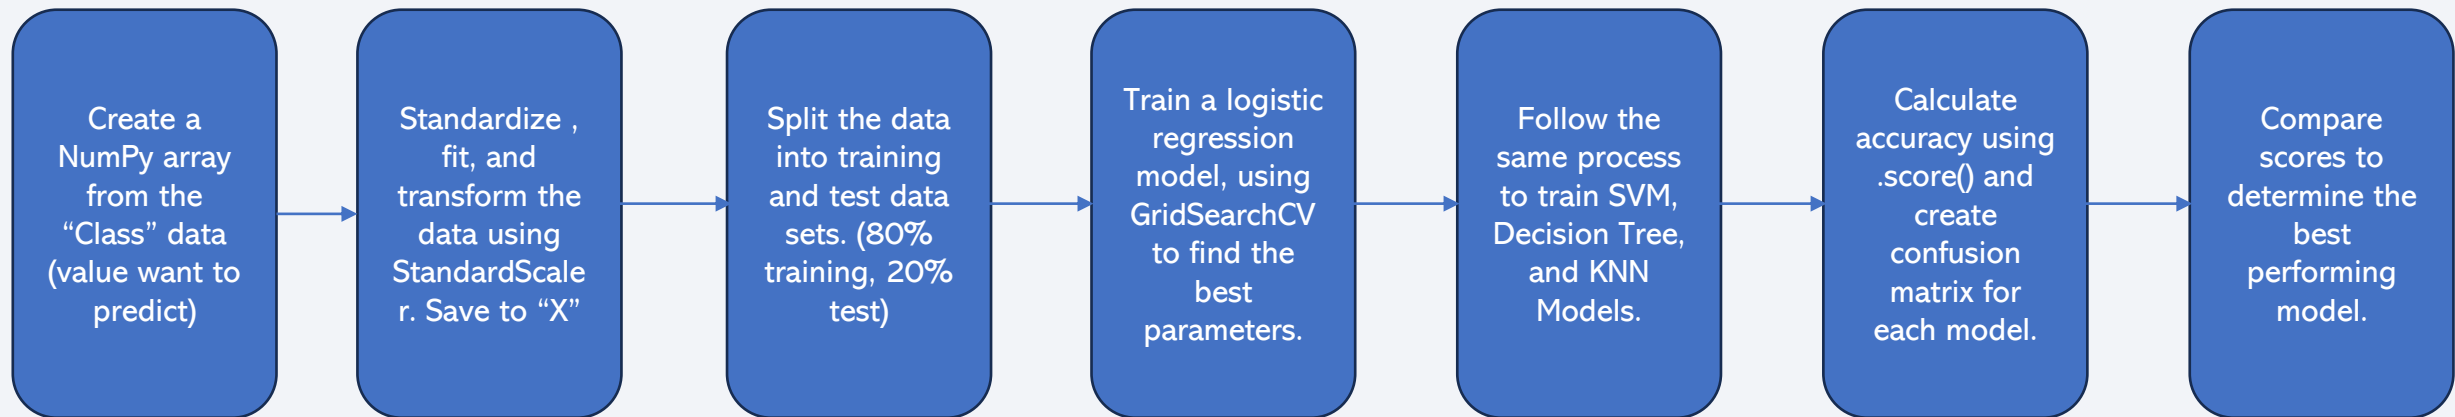 Create a
NumPy array
from the
“Class” data
(value want to
predict)
Standardize ,
fit, and
transform the
data using
StandardScale
r. Save to “X”
Split the data
into training
and test data
sets. (80%
training, 20%
test)
Train a logistic
regression
model, using
GridSearchCV
to find the
best
parameters.
Follow the
same process
to train SVM,
Decision Tree,
and KNN
Models.
Calculate
accuracy using
.score() and
create
confusion
matrix for
each model.
Compare
scores to
determine the
best
performing
model.